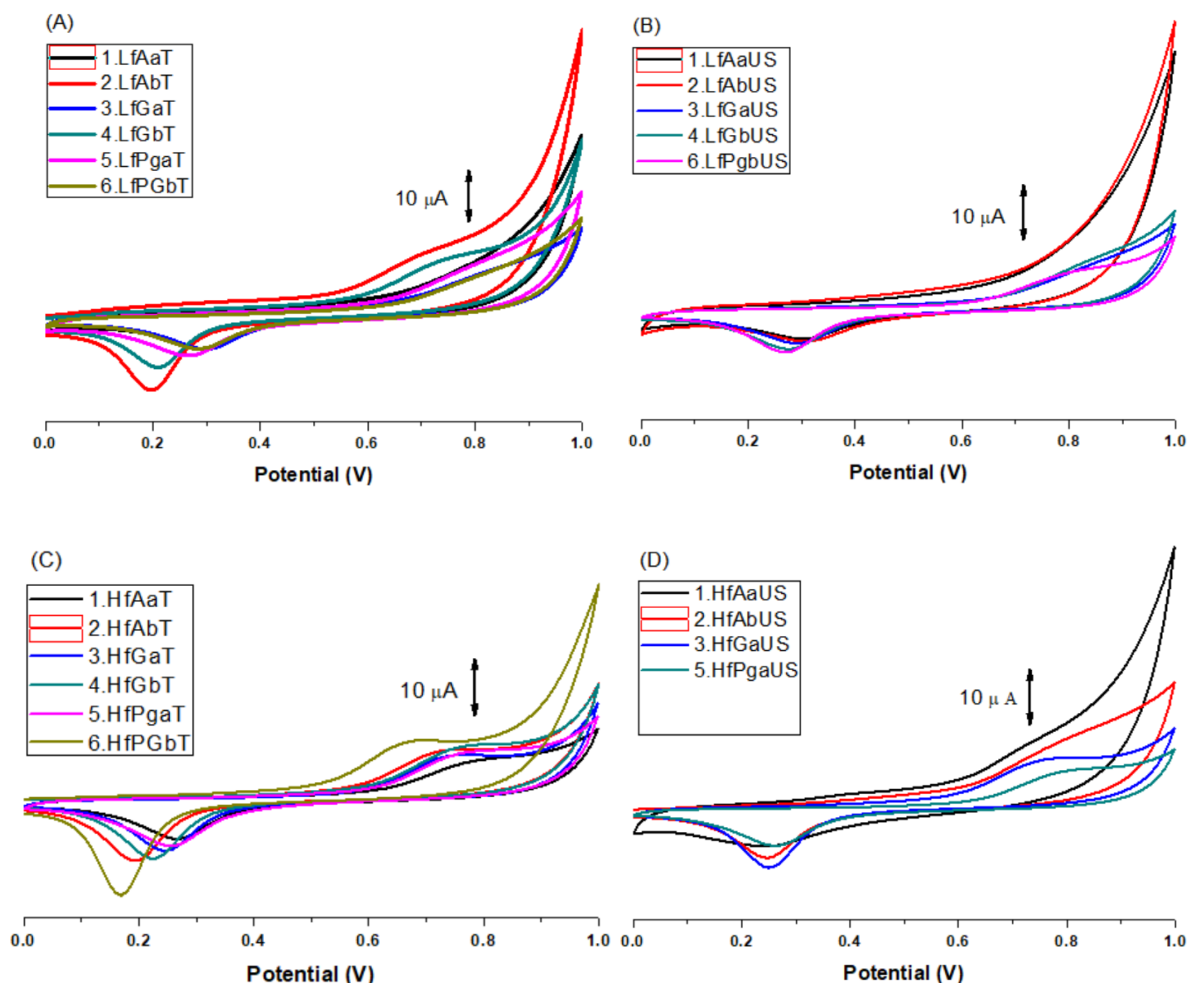 (A)
1.LfAaT
2.LfAbT
3.LfGaT
4.LfGbT
5.LfPgaT
6.LfPGbT
10 μA
0.0 0.2 0.4 0.6 0.8 1.0
Potential (V)
(B)
1.LfAaUS
2.LfAbUS
3.LfGaUS
4.LfGbUS
6.LfPgbUS
10 μA
0.0 0.2 0.4 0.6 0.8 1.0
Potential (V)
(C)
1.HfAaT
2.HfAbT
3.HfGaT
4.HfGbT
5.HfPgaT
6.HfPGbT
10 μA
0.0 0.2 0.4 0.6 0.8 1.0
Potential (V)
(D)
1.HfAaUS
2.HfAbUS
3.HfGaUS
5.HfPgaUS
10 μ A
0.0 0.2 0.4 0.6 0.8 1.0
Potential (V)